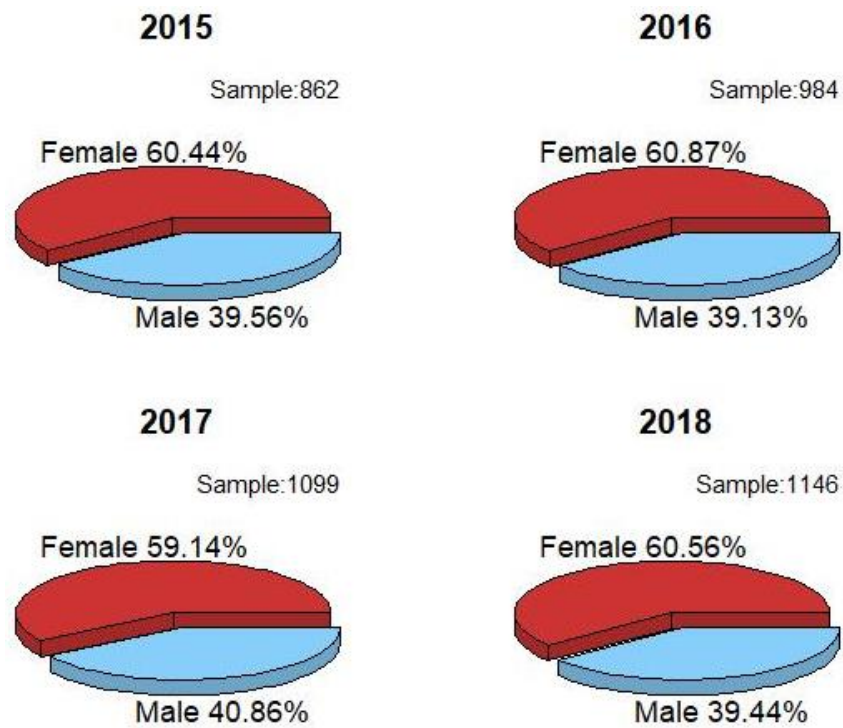 2015
Sample:862
Female 60.44%
Male 39.56%
2016
Sample:984
Female 60.87%
Male 39.13%
2017
Sample:1099
Female 59.14%
Male 40.86%
2018
Sample:1146
Female 60.56%
Male 39.44%